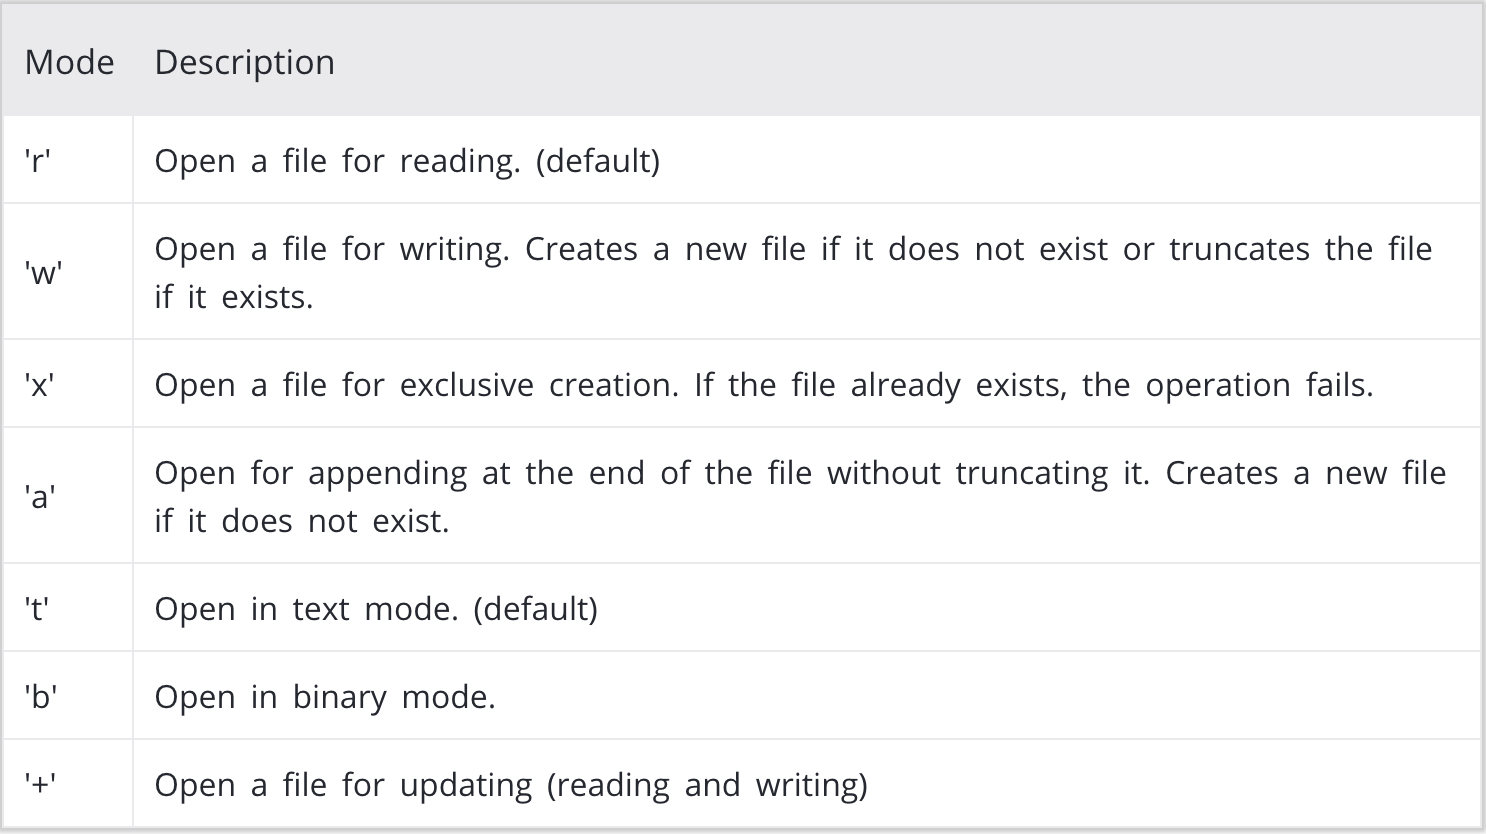 Mode Description
'r' Open a file for reading. (default)
'w' Open a file for writing. Creates a new file if it does not exist or truncates the file
if it exists.
'x' Open a file for exclusive creation. If the file already exists, the operation fails.
'a' Open for appending at the end of the file without truncating it. Creates a new file
if it does not exist.
't' Open in text mode. (default)
'b' Open in binary mode.
'+' Open a file for updating (reading and writing)